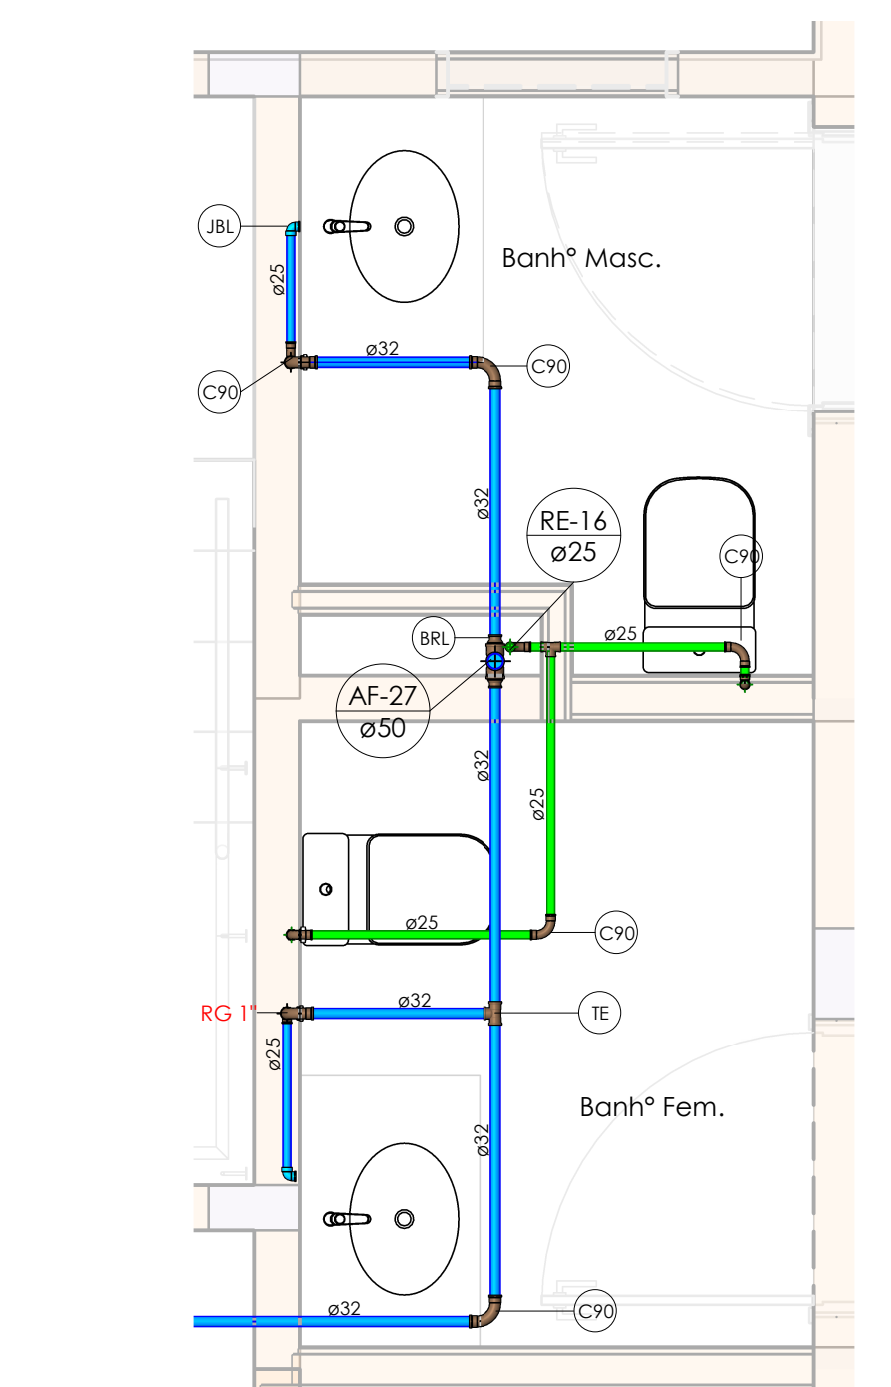 JBL
Banh° Masc.
ø25
ø32
C90
C90
ø32
RE-16
ø25
C90
BRL
ø25
AF-27
ø50
ø32
ø25
ø25
C90
ø32
RG 1"
TE
ø25
Banh° Fem.
ø32
ø32
C90